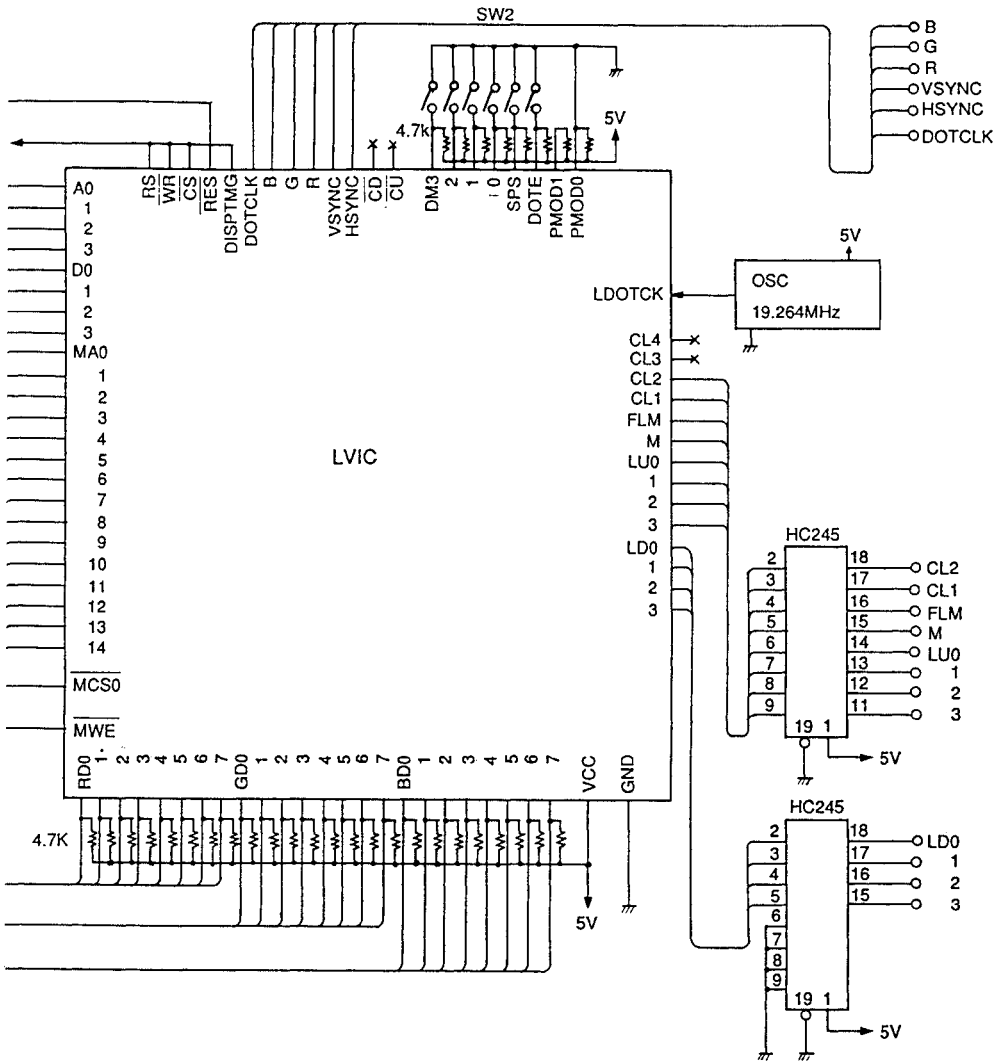 SW2
B
G
R
VSYNC
HSYNC
DOTCLK
4.7k
5V
RS
WR
CS
RES
DISPTMG
DOTCLK
B
G
R
VSYNC
HSYNC
CD
CU
DM3
2
1
0
SPS
DOTE
PMOD1
PMOD0
A0
1
2
3
D0
1
2
3
MA0
1
2
3
4
5
6
7
8
9
10
11
12
13
14
MCS0
MWE
LVIC
LDOTCK
CL4
CL3
CL2
CL1
FLM
M
LU0
1
2
3
LD0
1
2
3
5V
OSC
19.264MHz
HC245
2 18 CL2
3 17 CL1
4 16 FLM
5 15 M
6 14 LU0
7 13 1
8 12 2
9 11 3
19 1
5V
RD0
1
2
3
4
5
6
7
GD0
1
2
3
4
5
6
7
BD0
1
2
3
4
5
6
7
VCC
GND
4.7K
5V
HC245
2 18 LD0
3 17 1
4 16 2
5 15 3
6
7
8
9
19 1
5V